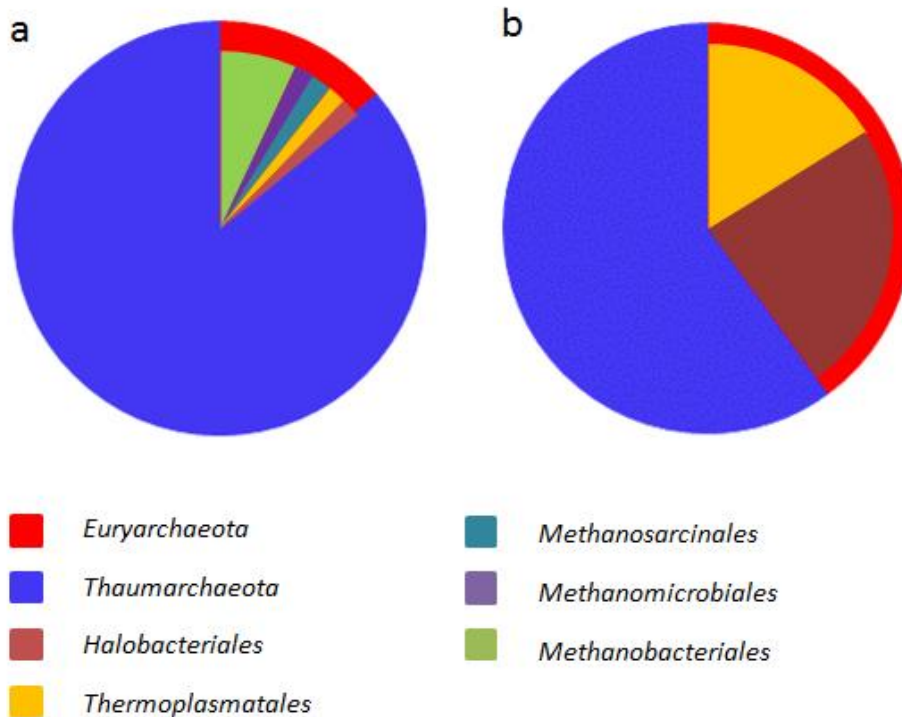 a
b
Euryarchaeota
Thaumarchaeota
Halobacteriales
Thermoplasmatales
Methanosarcinales
Methanomicrobiales
Methanobacteriales